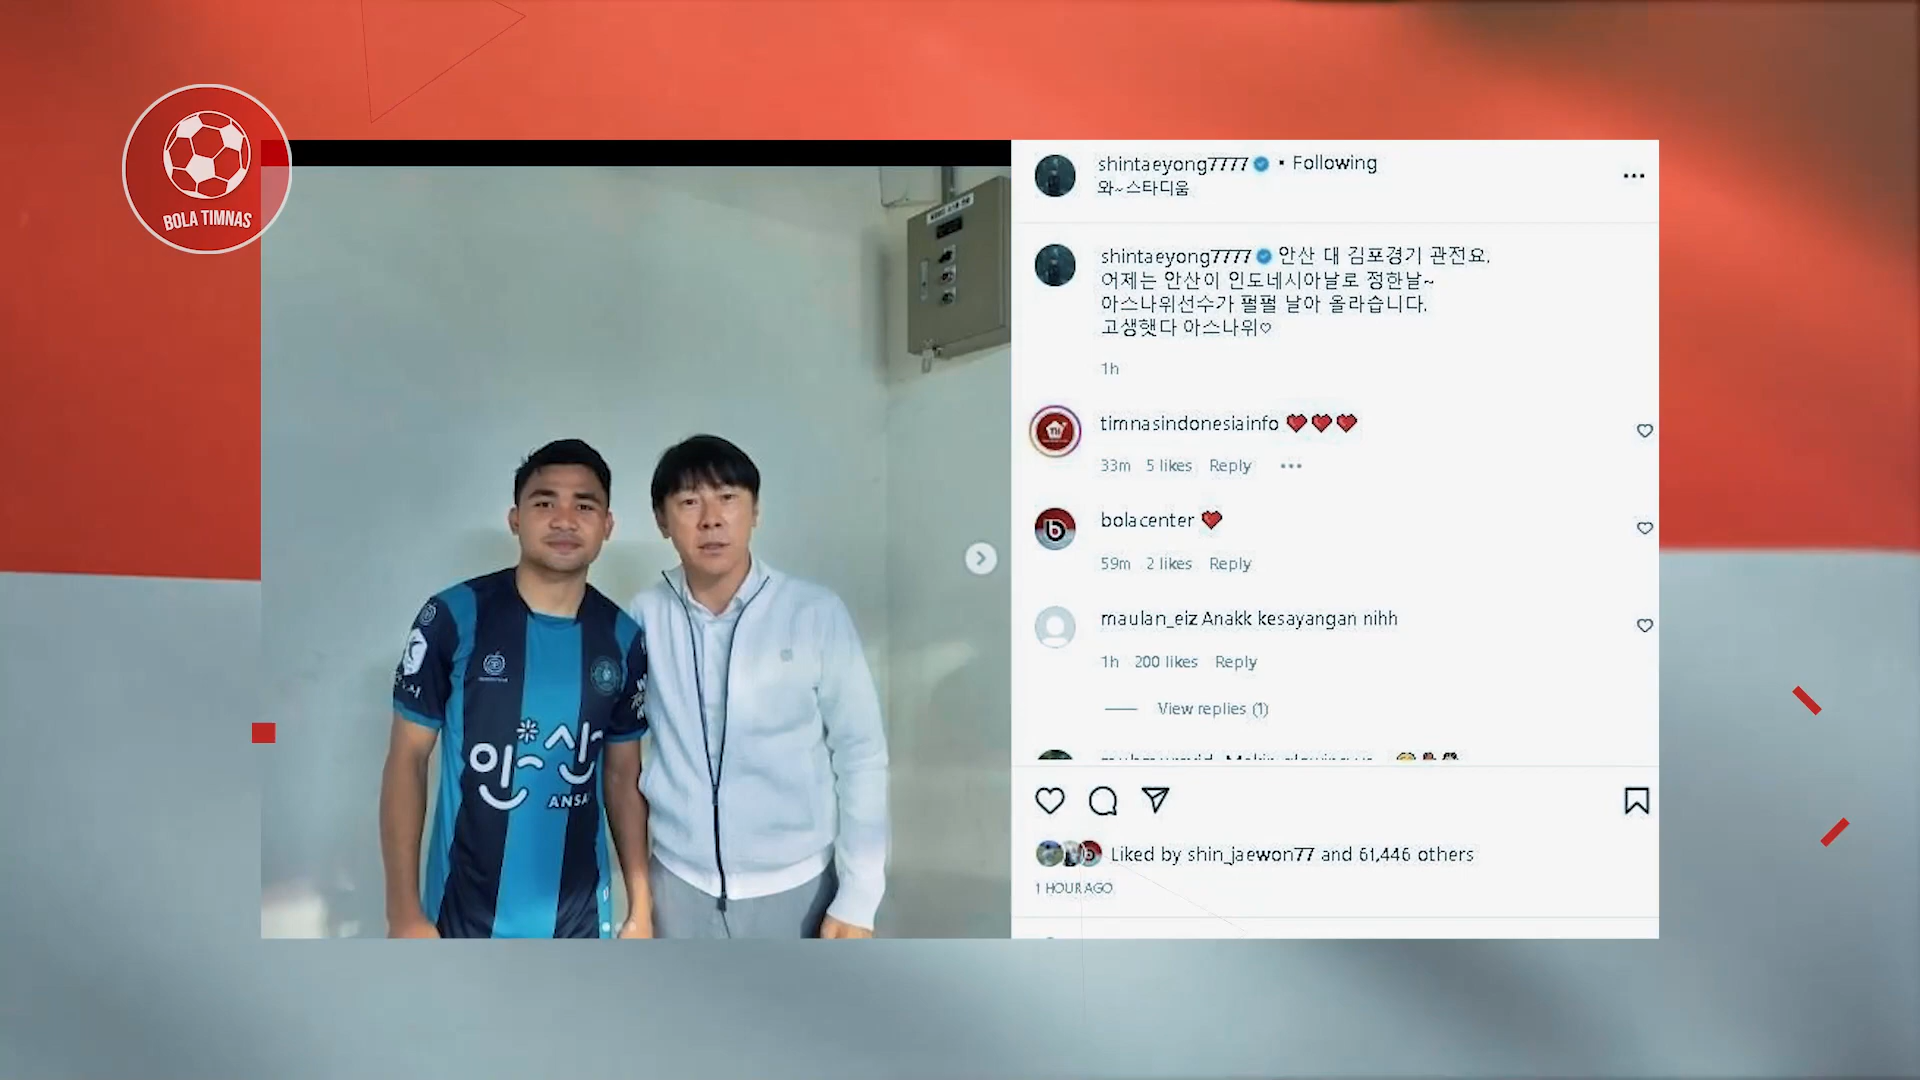 BOLA TIMNAS
shintaeyong7777 • Following
와~스타디움
shintaeyong7777 안산 대 김포경기 관전요.
어제는 안산이 인도네시아날로 정한날~
아스나위선수가 펄펄 날아 올라습니다.
고생햇다 아스나위♡
1h
timnasindonesiainfo ❤️❤️❤️
33m 5 likes Reply
bolacenter ❤️
59m 2 likes Reply
maulan_eiz Anakk kesayangan nihh
1h 200 likes Reply
View replies (1)
안~산~
ANSA
Liked by shin_jaewon77 and 61,446 others
1 HOUR AGO